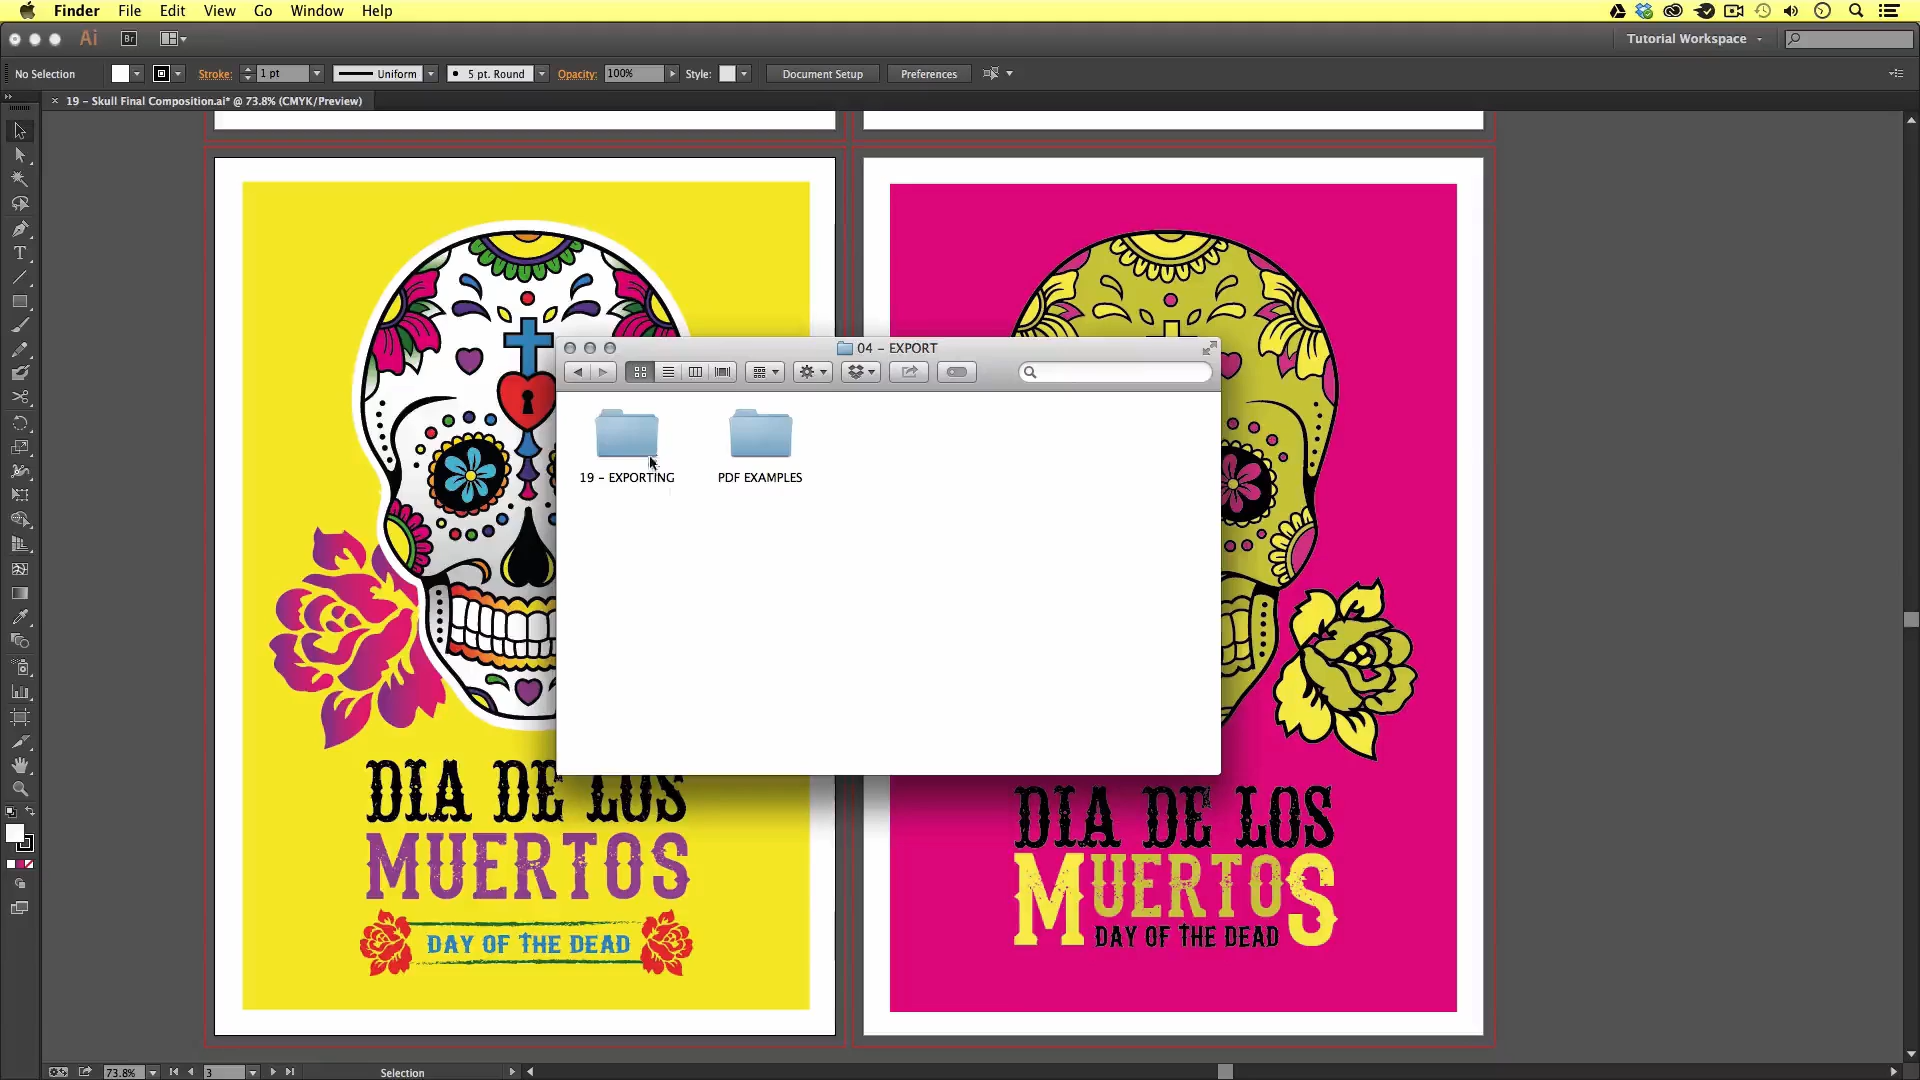 Finder File Edit View Go Window Help
Ai Br Tutorial Workspace
No Selection Stroke: 1 pt Uniform 5 pt. Round Opacity: 100% Style: Document Setup Preferences
× 19 – Skull Final Composition.ai* @ 73.8% (CMYK/Preview)
04 – EXPORT
19 – EXPORTING PDF EXAMPLES
DIA DE LOS
MUERTOS
DAY OF THE DEAD
DIA DE LOS
MUERTOS
DAY OF THE DEAD
73.8% 3 Selection